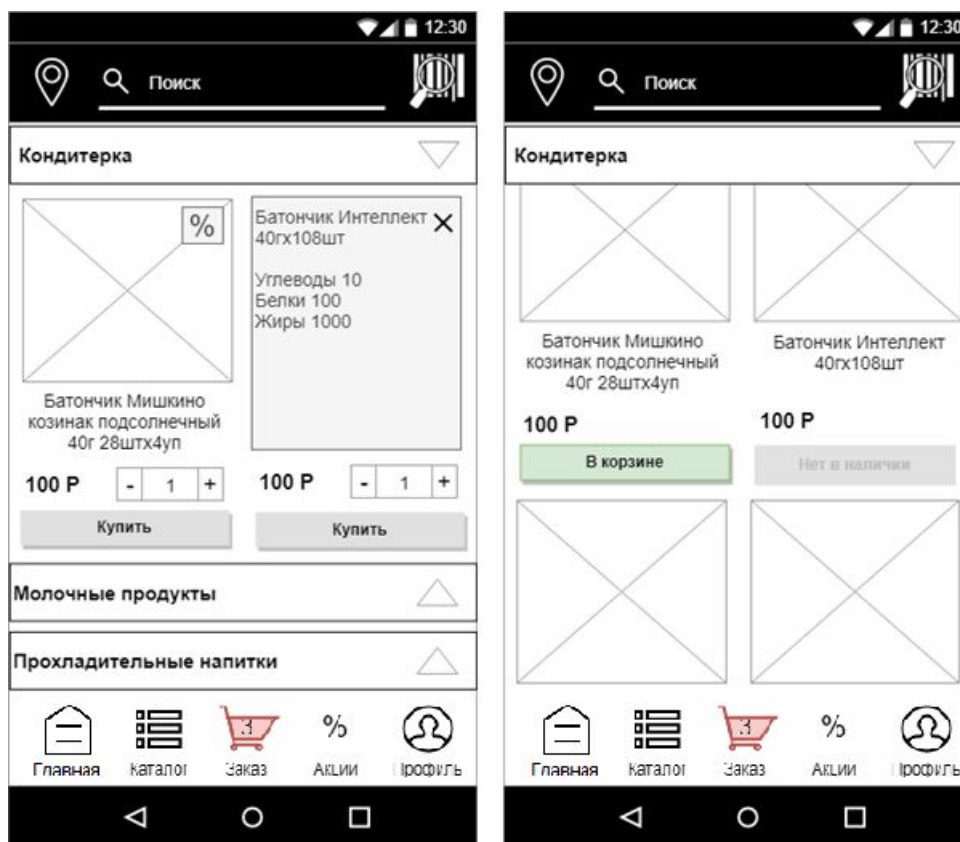 12:30
Поиск
Кондитерка
%
Батончик Мишкино
козинак подсолнечный
40г 28штх4уп
100 Р
- 1 +
Купить
Батончик Интеллект
40гх108шт
Углеводы 10
Белки 100
Жиры 1000
100 Р
- 1 +
Купить
Молочные продукты
Прохладительные напитки
3
%
Главная Каталог Заказ Акции Профиль
12:30
Поиск
Кондитерка
Батончик Мишкино
козинак подсолнечный
40г 28штх4уп
100 Р
В корзине
Батончик Интеллект
40гх108шт
100 Р
Нет в наличии
3
%
Главная Каталог Заказ Акции Профиль